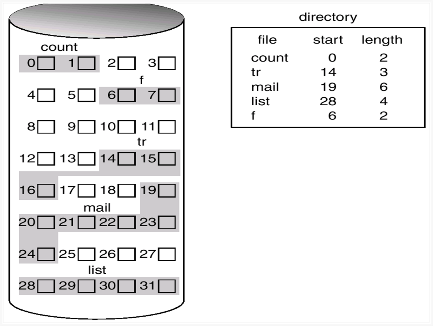 count
0 1 2 3
f
4 5 6 7
8 9 10 11
tr
12 13 14 15
16 17 18 19
mail
20 21 22 23
24 25 26 27
list
28 29 30 31
directory
file start length
count 0 2
tr 14 3
mail 19 6
list 28 4
f 6 2